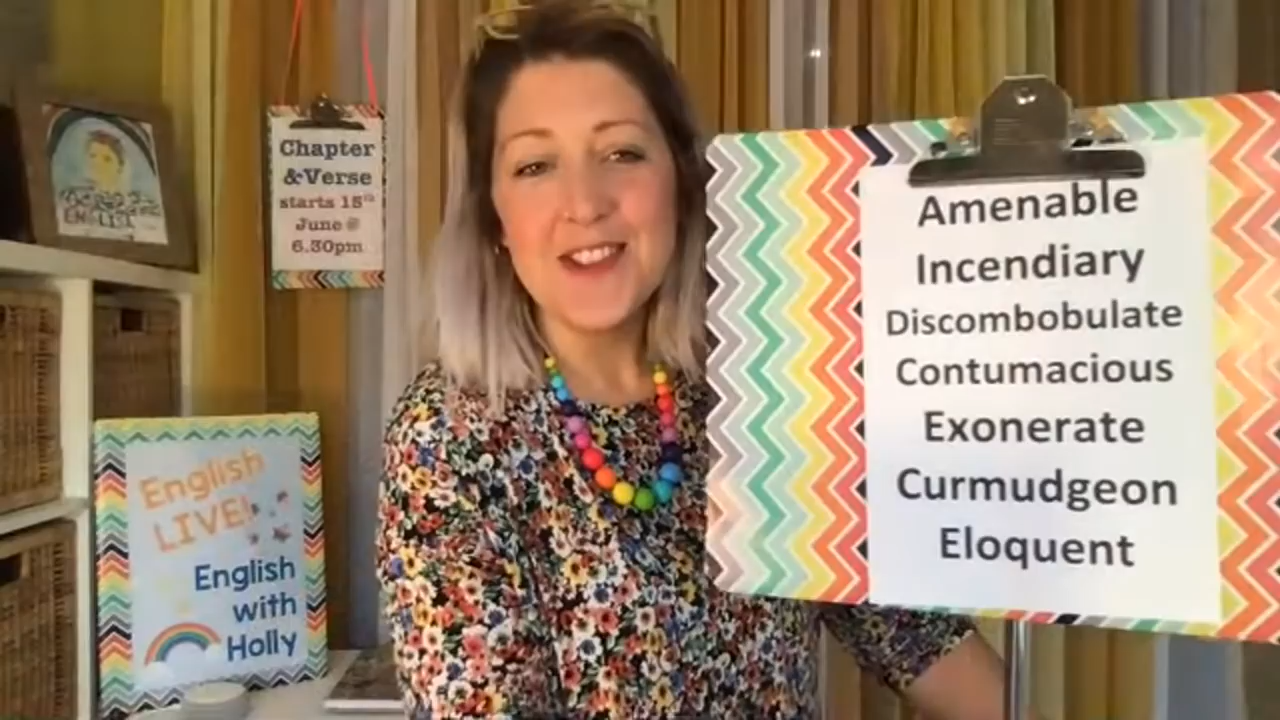 Chapter
&Verse
starts 15th
June @
6.30pm
ENGLISH
English
LIVE!
English
with
Holly
Amenable
Incendiary
Discombobulate
Contumacious
Exonerate
Curmudgeon
Eloquent